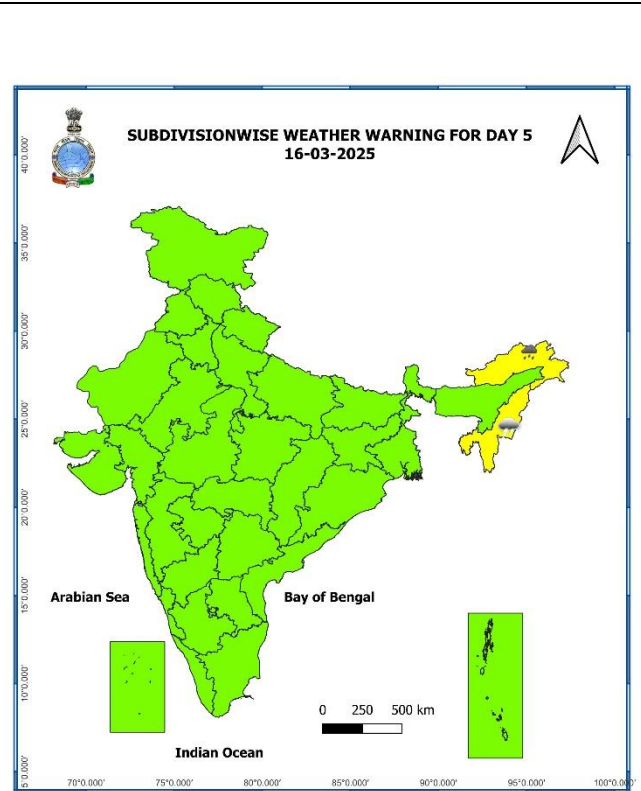 SUBDIVISIONWISE WEATHER WARNING FOR DAY 5
16-03-2025
40°0.000'
35°0.000'
30°0.000'
25°0.000'
20°0.000'
15°0.000'
10°0.000'
5°0.000'
Arabian Sea
Bay of Bengal
0 250 500 km
Indian Ocean
70°0.000' 75°0.000' 80°0.000' 85°0.000' 90°0.000' 95°0.000' 100°0.000'